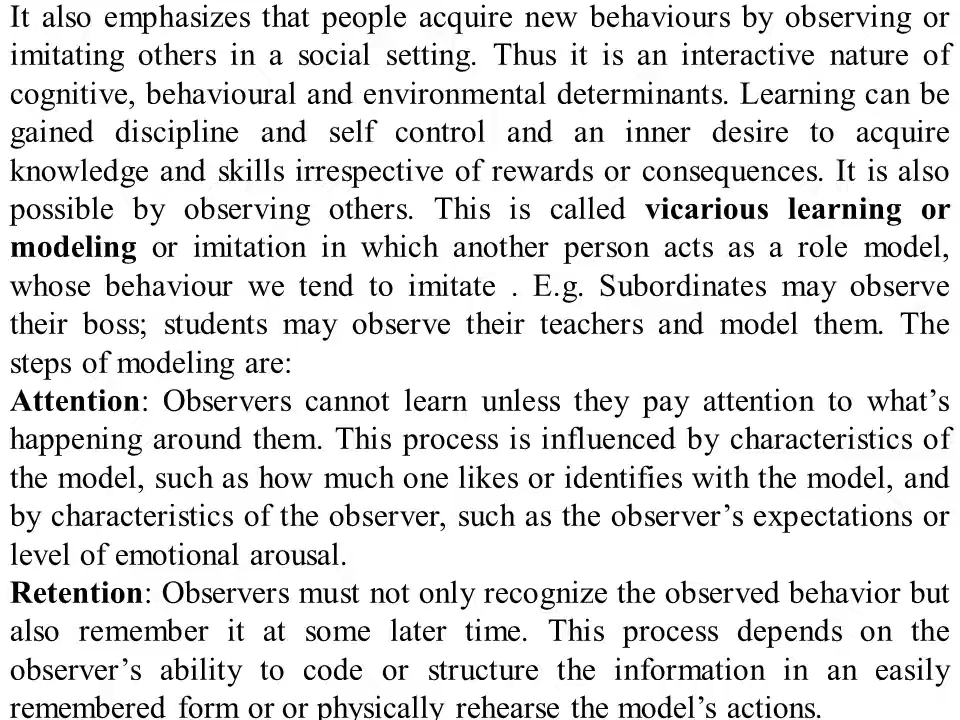 It also emphasizes that people acquire new behaviours by observing or
imitating others in a social setting. Thus it is an interactive nature of
cognitive, behavioural and environmental determinants. Learning can be
gained discipline and self control and an inner desire to acquire
knowledge and skills irrespective of rewards or consequences. It is also
possible by observing others. This is called vicarious learning or
modeling or imitation in which another person acts as a role model,
whose behaviour we tend to imitate . E.g. Subordinates may observe
their boss; students may observe their teachers and model them. The
steps of modeling are:
Attention: Observers cannot learn unless they pay attention to what’s
happening around them. This process is influenced by characteristics of
the model, such as how much one likes or identifies with the model, and
by characteristics of the observer, such as the observer’s expectations or
level of emotional arousal.
Retention: Observers must not only recognize the observed behavior but
also remember it at some later time. This process depends on the
observer’s ability to code or structure the information in an easily
remembered form or or physically rehearse the model’s actions.